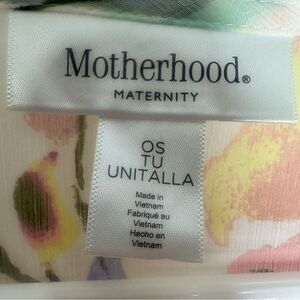 Motherhood®
MATERNITY
OS
TU
UNITALLA
Made in
Vietnam
Fabriqué au
Vietnam
Hecho en
Vietnam